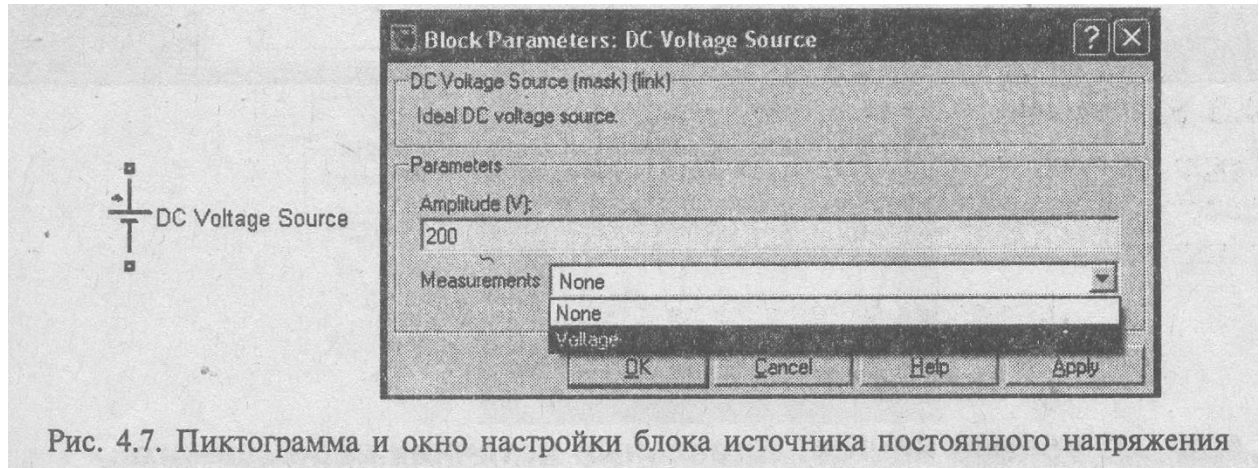 Block Parameters: DC Voltage Source
DC Voltage Source (mask) (link)
Ideal DC voltage source.
Parameters
Amplitude (V):
200
Measurements None
None
Voltage
OK Cancel Help Apply
DC Voltage Source
Рис. 4.7. Пиктограмма и окно настройки блока источника постоянного напряжения